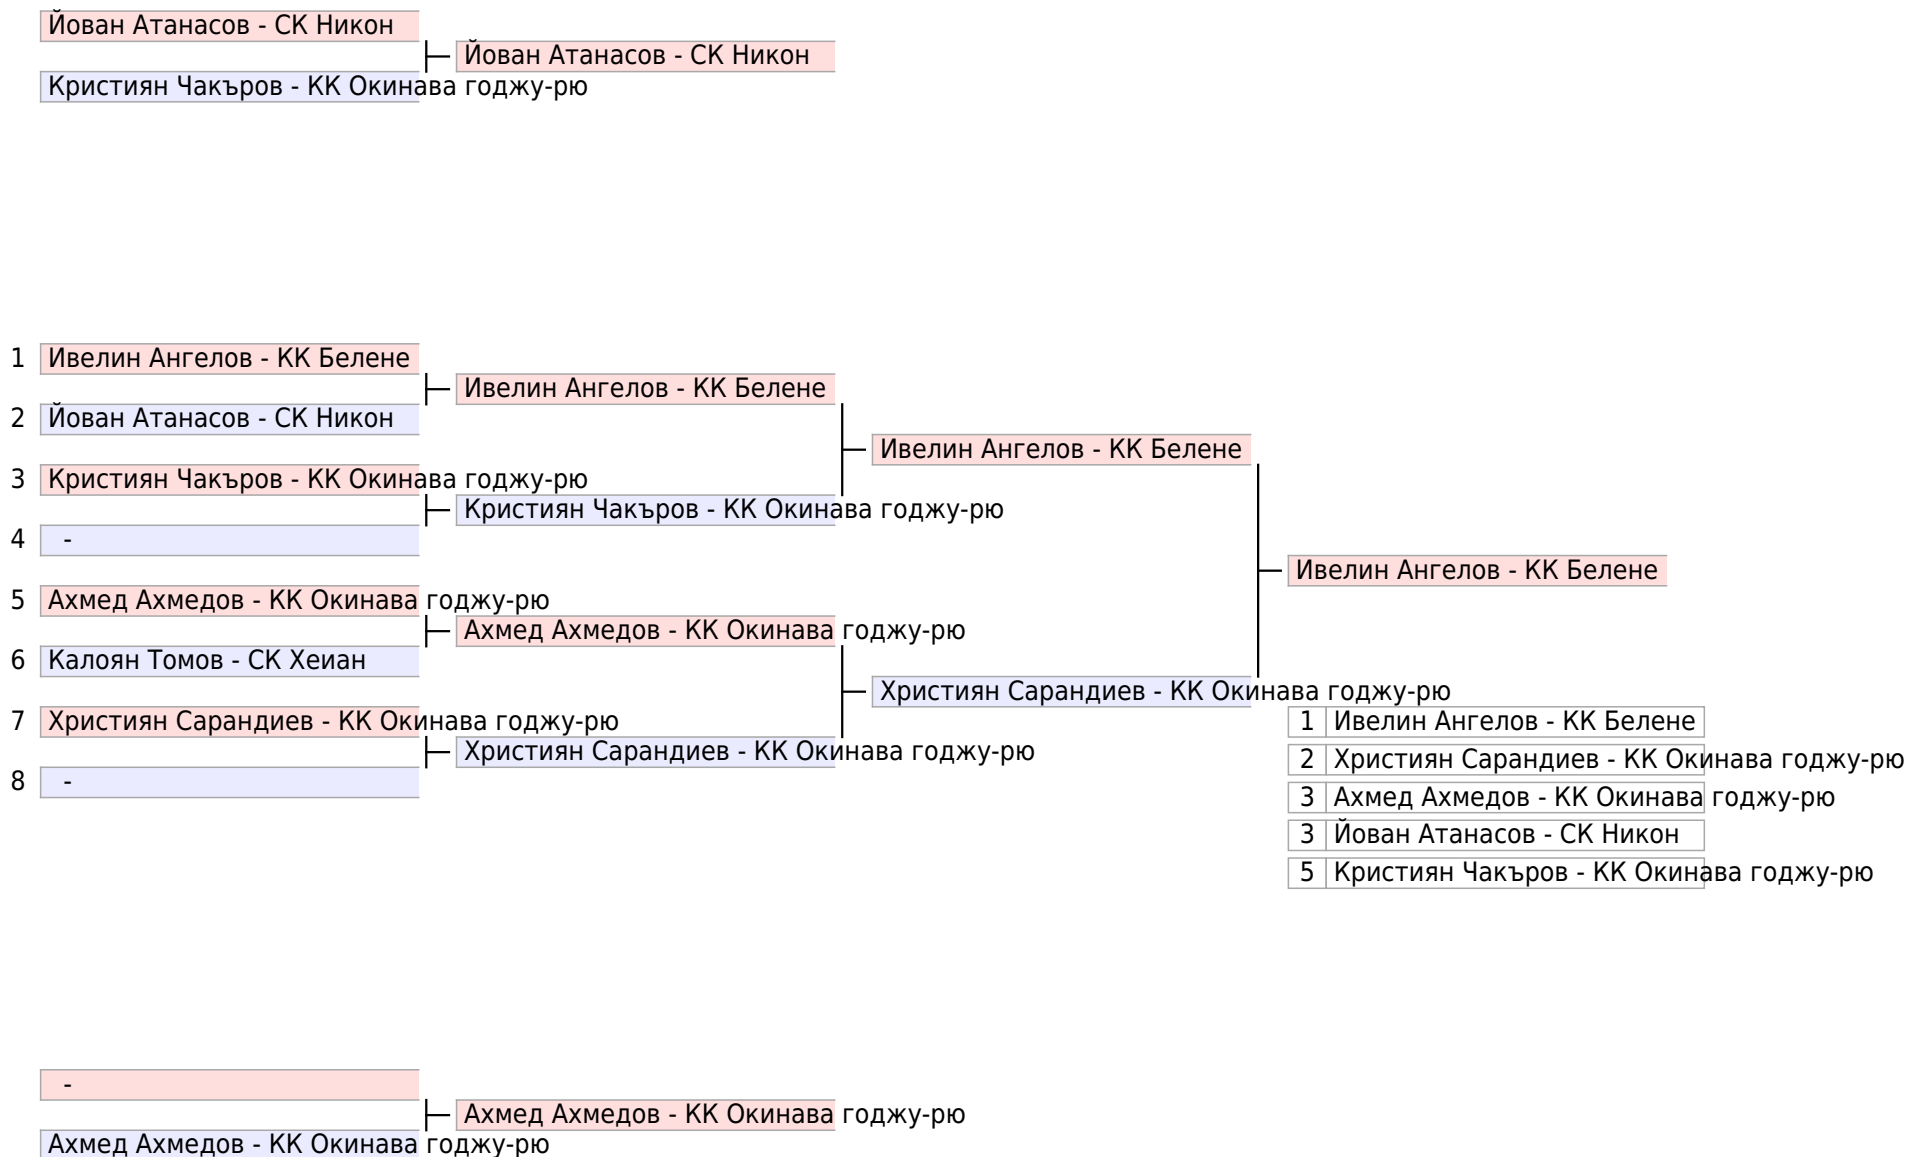 Йован Атанасов - СК Никон
Йован Атанасов - СК Никон
Кристиян Чакъров - КК Окинава годжу-рю
1 Ивелин Ангелов - КК Белене
Ивелин Ангелов - КК Белене
2 Йован Атанасов - СК Никон
Ивелин Ангелов - КК Белене
3 Кристиян Чакъров - КК Окинава годжу-рю
Кристиян Чакъров - КК Окинава годжу-рю
4 -
Ивелин Ангелов - КК Белене
5 Ахмед Ахмедов - КК Окинава годжу-рю
Ахмед Ахмедов - КК Окинава годжу-рю
6 Калоян Томов - СК Хеиан
Християн Сарандиев - КК Окинава годжу-рю
7 Християн Сарандиев - КК Окинава годжу-рю
Християн Сарандиев - КК Окинава годжу-рю
8 -
1 Ивелин Ангелов - КК Белене
2 Християн Сарандиев - КК Окинава годжу-рю
3 Ахмед Ахмедов - КК Окинава годжу-рю
3 Йован Атанасов - СК Никон
5 Кристиян Чакъров - КК Окинава годжу-рю
-
Ахмед Ахмедов - КК Окинава годжу-рю
Ахмед Ахмедов - КК Окинава годжу-рю